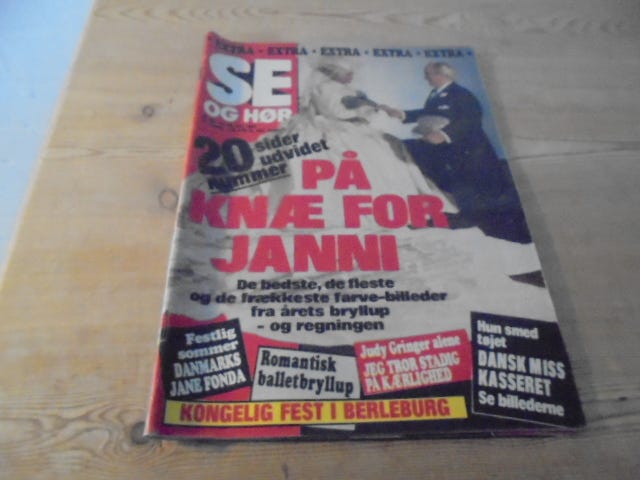 EXTRA • EXTRA • EXTRA • EXTRA • EXTRA •
SE
OG HØR
20 sider
udvidet
nummer
PÅ
KNÆ FOR
JANNI
De bedste, de fleste
og de frækkeste farve-billeder
fra årets bryllup
- og regningen
Festlig
sommer
DANMARKS
JANE FONDA
Romantisk
balletbryllup
Judy Gringer alene
JEG TROR STADIG
PÅ KÆRLIGHED
Hun smed
tøjet
DANSK MISS
KASSERET
Se billederne
KONGELIG FEST I BERLEBURG